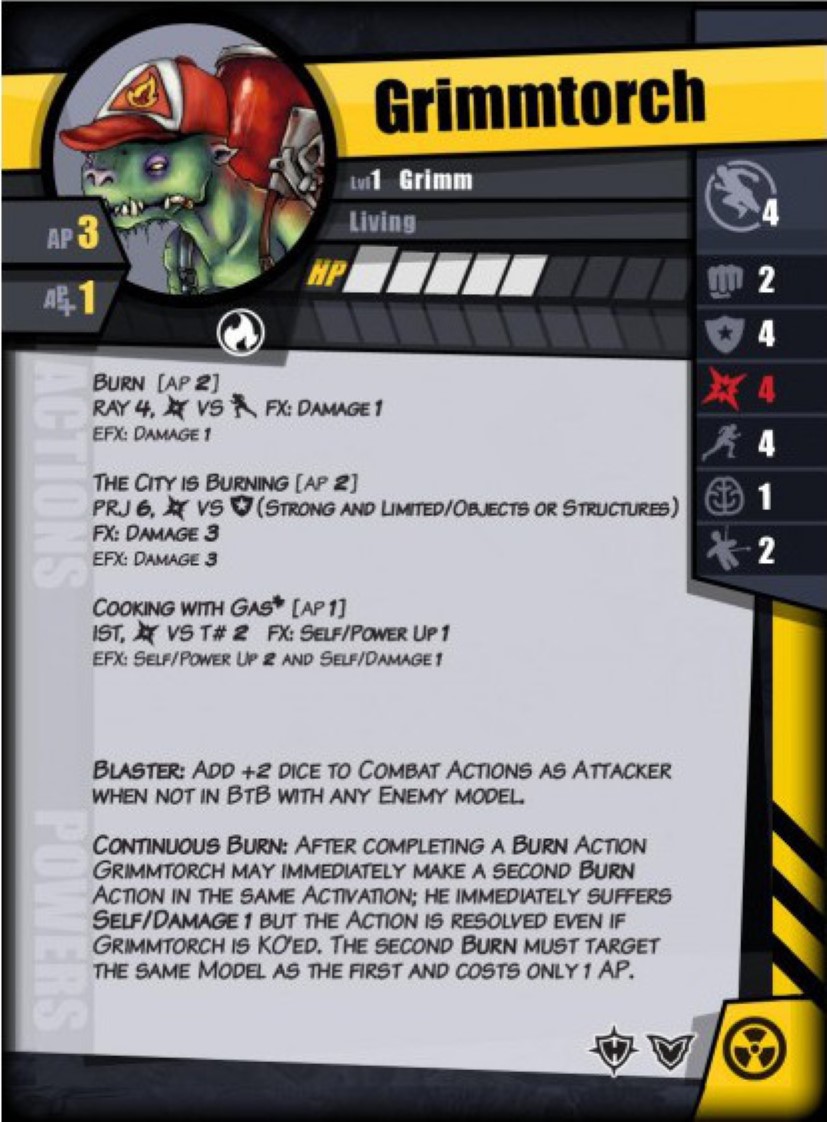 Grimmtorch
Lvl1 Grimm
Living
AP 3
AP+ 1
HP
4
2
4
4
4
1
2
ACTIONS
BURN [AP 2]
RAY 4, VS FX: DAMAGE 1
EFX: DAMAGE 1
THE CITY IS BURNING [AP 2]
PRJ 6, VS (STRONG AND LIMITED/OBJECTS OR STRUCTURES)
FX: DAMAGE 3
EFX: DAMAGE 3
COOKING WITH GAS* [AP 1]
IST, VS T# 2 FX: SELF/POWER UP 1
EFX: SELF/POWER UP 2 AND SELF/DAMAGE 1
POWERS
BLASTER: ADD +2 DICE TO COMBAT ACTIONS AS ATTACKER
WHEN NOT IN BTB WITH ANY ENEMY MODEL.
CONTINUOUS BURN: AFTER COMPLETING A BURN ACTION
GRIMMTORCH MAY IMMEDIATELY MAKE A SECOND BURN
ACTION IN THE SAME ACTIVATION; HE IMMEDIATELY SUFFERS
SELF/DAMAGE 1 BUT THE ACTION IS RESOLVED EVEN IF
GRIMMTORCH IS KO'ED. THE SECOND BURN MUST TARGET
THE SAME MODEL AS THE FIRST AND COSTS ONLY 1 AP.
H